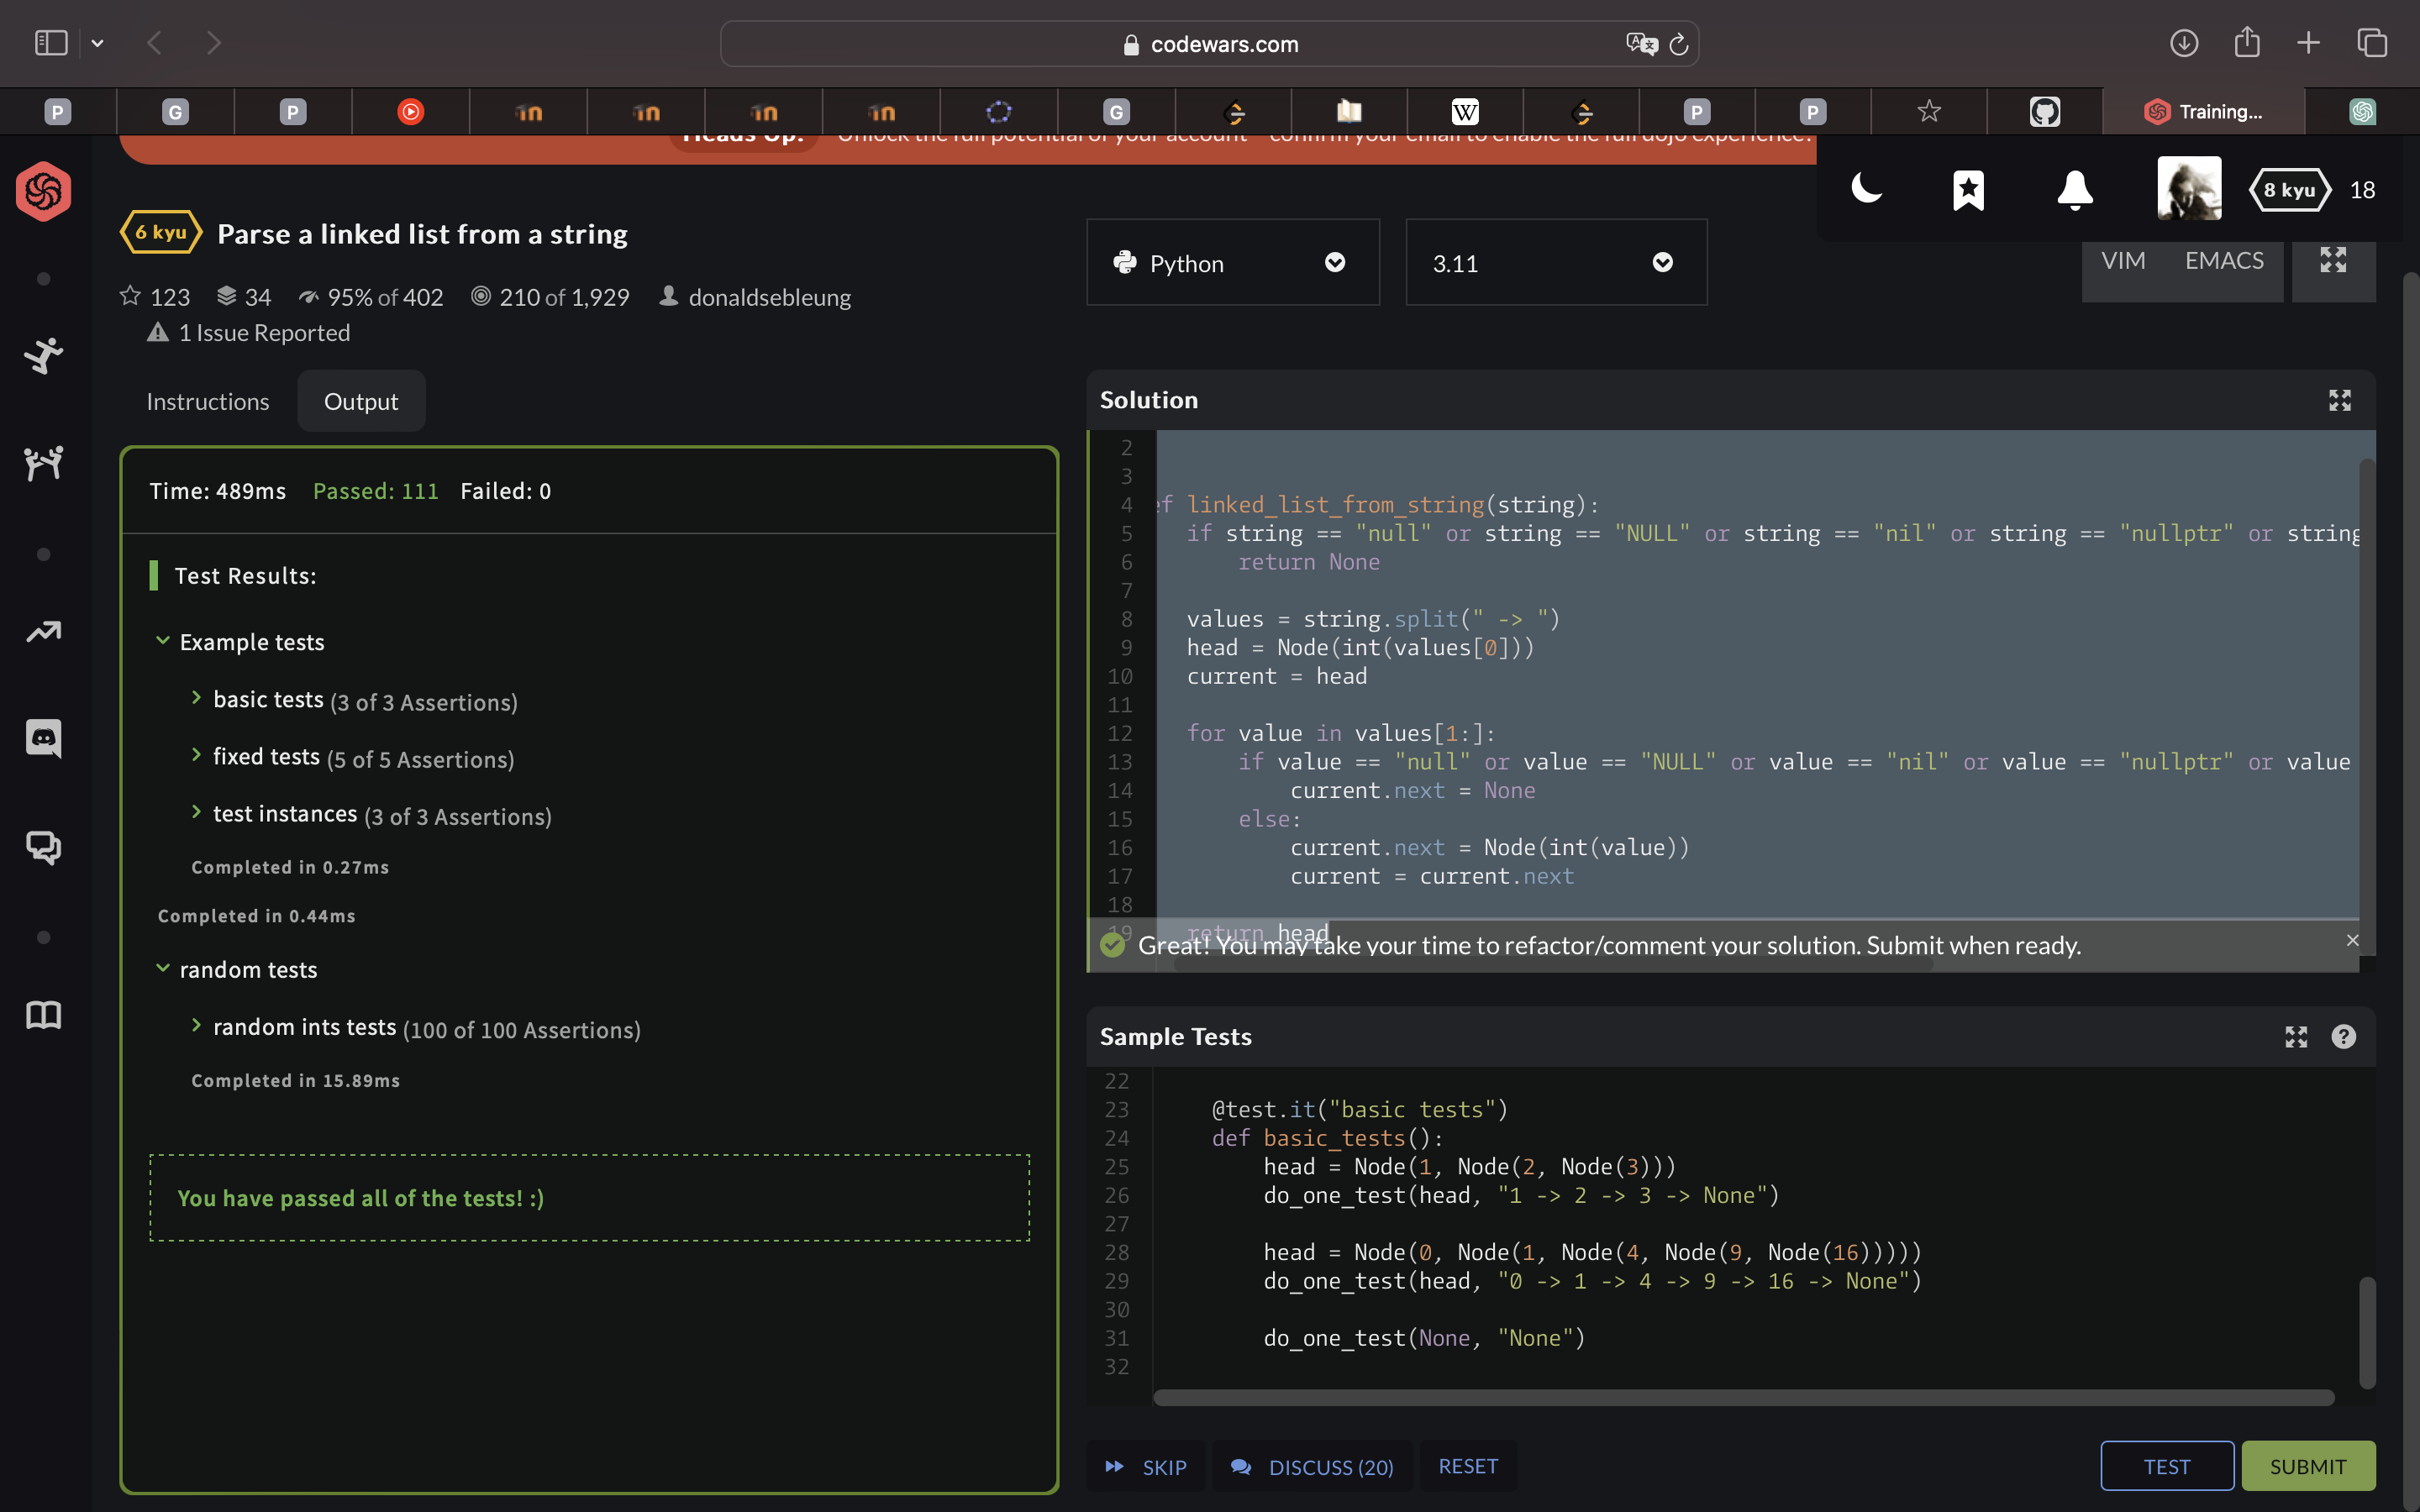 codewars.com
P
G
P
in
in
in
in
G
W
P
P
Training...
Heads Up! Unlock the full potential of your account - confirm your email to enable the full dojo experience.
8 kyu 18
6 kyu Parse a linked list from a string
123 34 95% of 402 210 of 1,929 donaldsebleung
1 Issue Reported
Python
3.11
VIM EMACS
Instructions Output
Time: 489ms Passed: 111 Failed: 0
Test Results:
Example tests
basic tests (3 of 3 Assertions)
fixed tests (5 of 5 Assertions)
test instances (3 of 3 Assertions)
Completed in 0.27ms
Completed in 0.44ms
random tests
random ints tests (100 of 100 Assertions)
Completed in 15.89ms
You have passed all of the tests! :)
Solution
2
3
4 ef linked_list_from_string(string):
5 if string == "null" or string == "NULL" or string == "nil" or string == "nullptr" or string
6 return None
7
8 values = string.split(" -> ")
9 head = Node(int(values[0]))
10 current = head
11
12 for value in values[1:]:
13 if value == "null" or value == "NULL" or value == "nil" or value == "nullptr" or value
14 current.next = None
15 else:
16 current.next = Node(int(value))
17 current = current.next
18
19 return head
Great! You may take your time to refactor/comment your solution. Submit when ready.
Sample Tests
22
23 @test.it("basic tests")
24 def basic_tests():
25 head = Node(1, Node(2, Node(3)))
26 do_one_test(head, "1 -> 2 -> 3 -> None")
27
28 head = Node(0, Node(1, Node(4, Node(9, Node(16)))))
29 do_one_test(head, "0 -> 1 -> 4 -> 9 -> 16 -> None")
30
31 do_one_test(None, "None")
32
SKIP DISCUSS (20) RESET
TEST SUBMIT